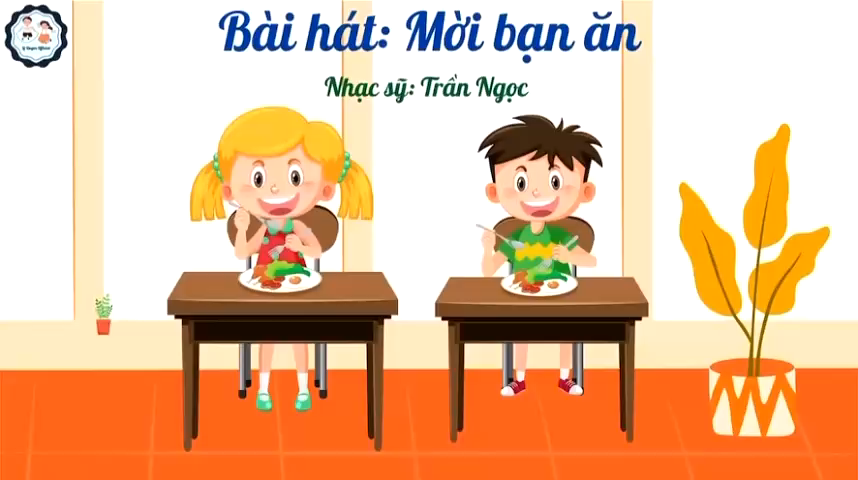 Bài hát: Mời bạn ăn
Nhạc sỹ: Trần Ngọc